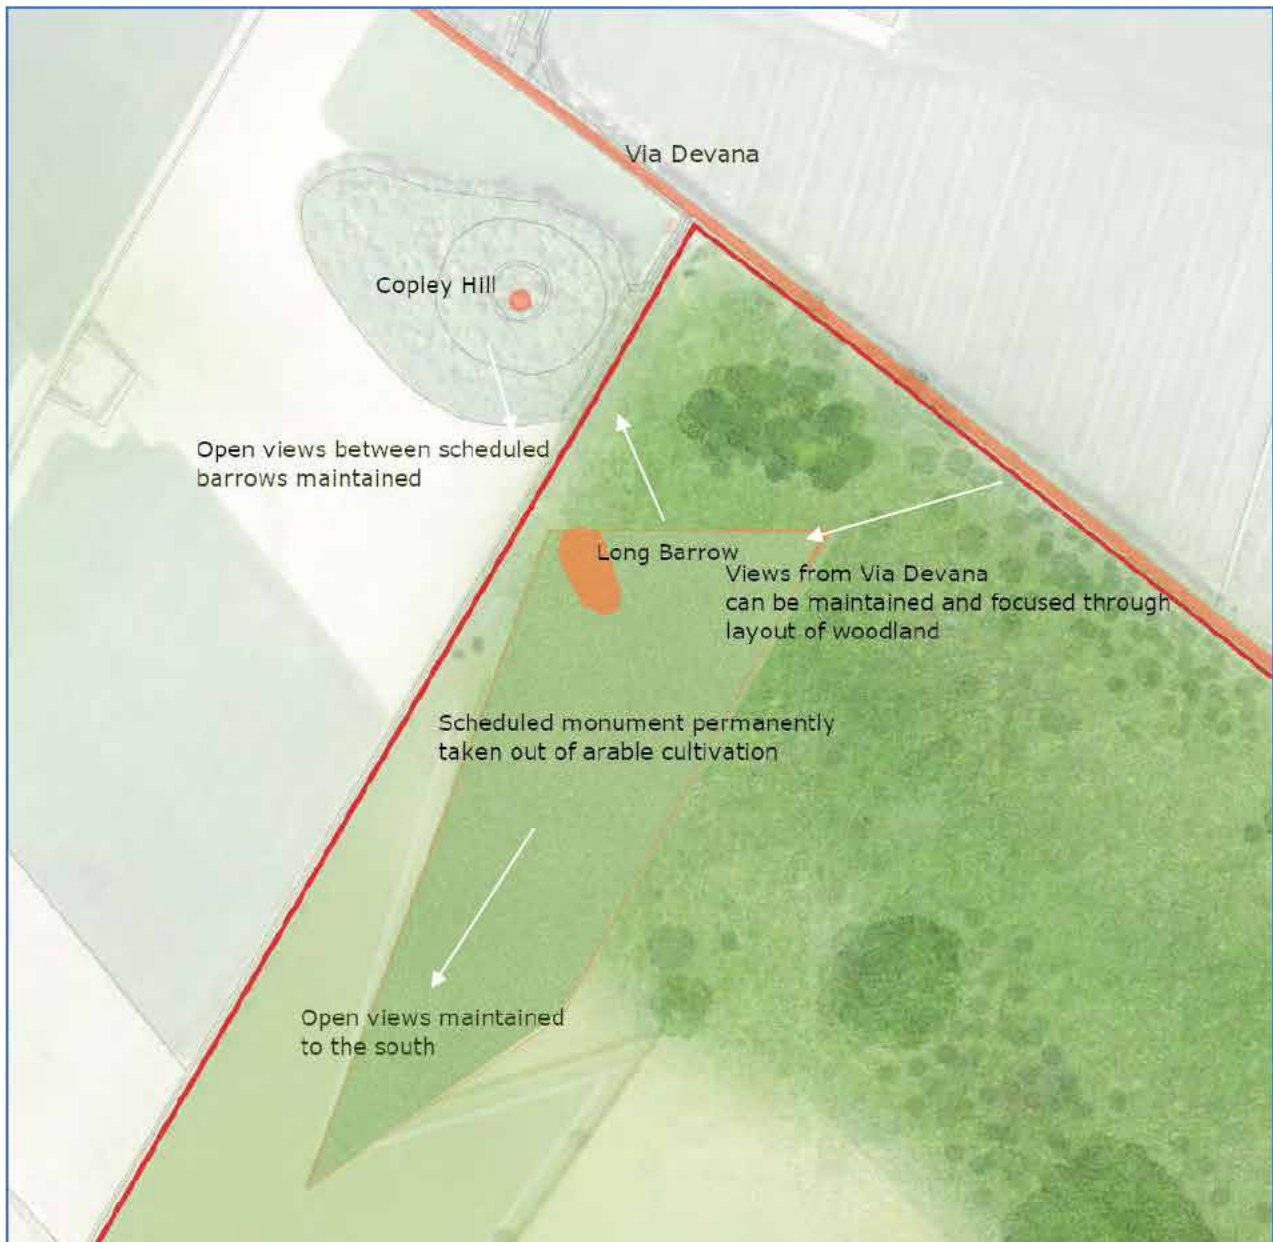 Via Devana
Copley Hill
Open views between scheduled
barrows maintained
Long Barrow
Views from Via Devana
can be maintained and focused through
layout of woodland
Scheduled monument permanently
taken out of arable cultivation
Open views maintained
to the south